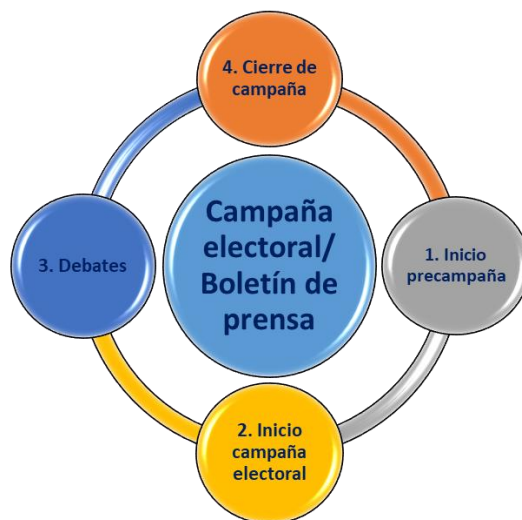 4. Cierre de
campaña
Campaña
electoral/
Boletín de
prensa
1. Inicio
precampaña
3. Debates
2. Inicio
campaña
electoral